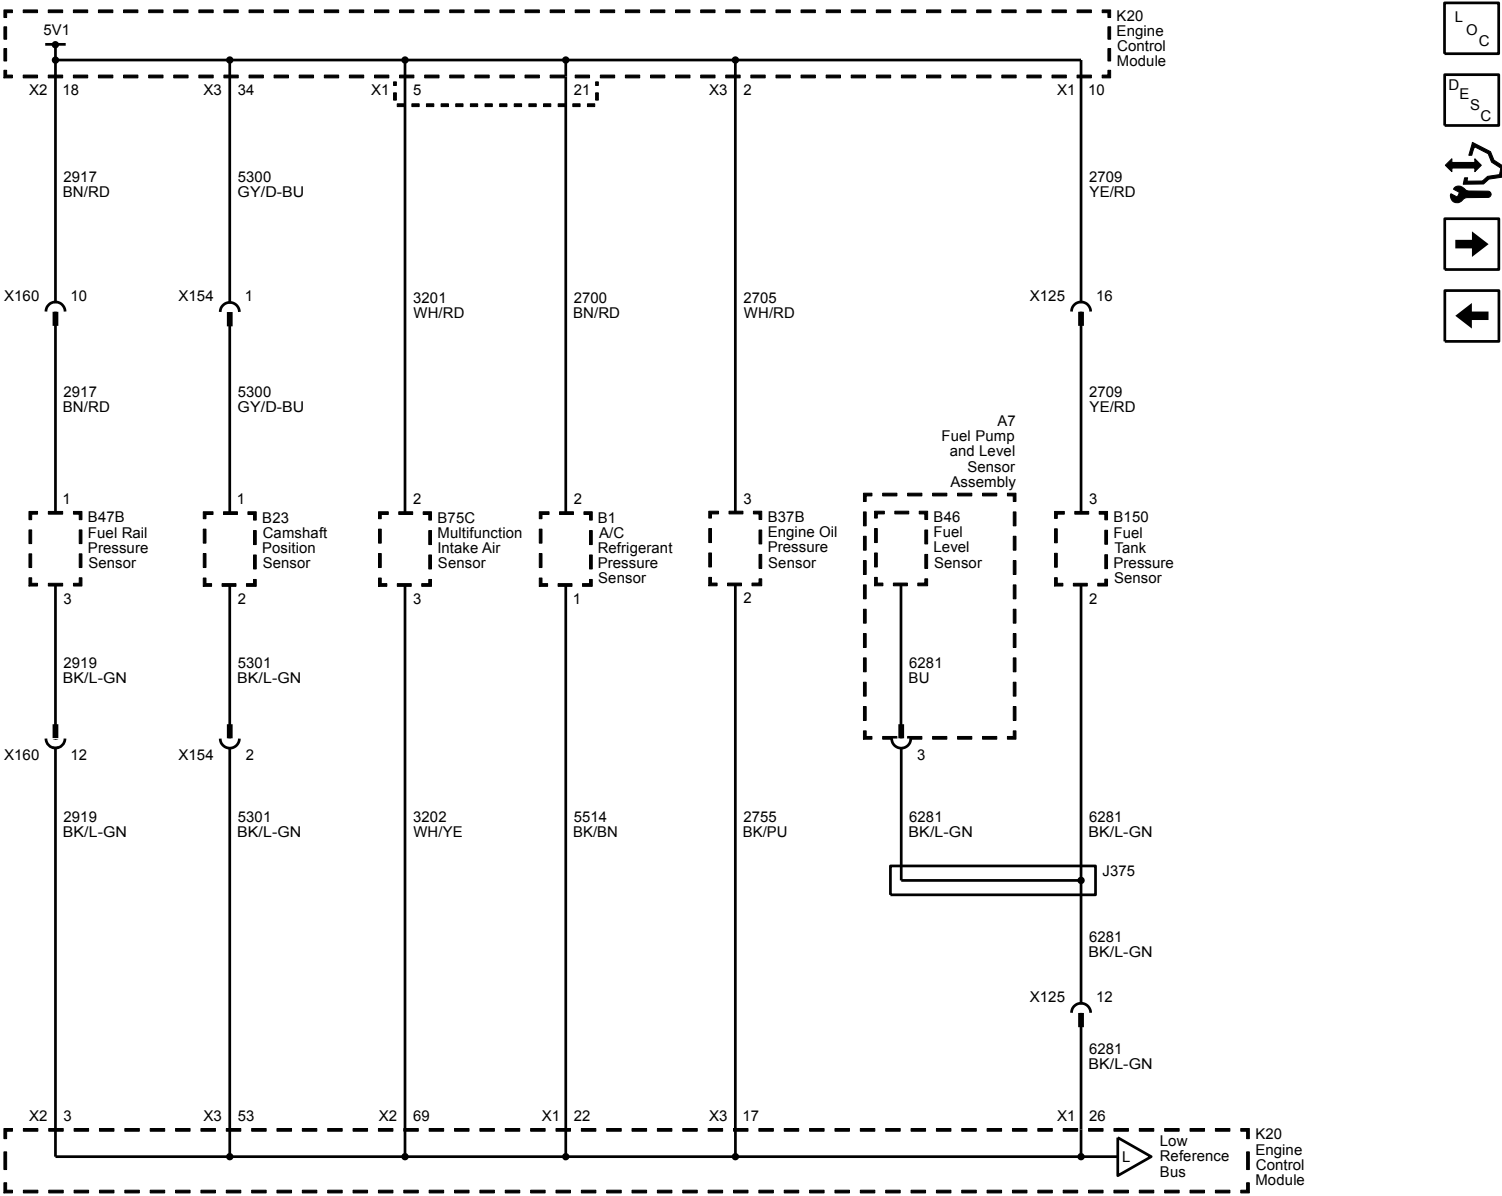 5V1
K20
Engine
Control
Module
X2 18
X3 34
X1 5
21
X3 2
X1 10
2917
BN/RD
5300
GY/D-BU
2709
YE/RD
X160 10
X154 1
3201
WH/RD
2700
BN/RD
2705
WH/RD
X125 16
2917
BN/RD
5300
GY/D-BU
2709
YE/RD
A7
Fuel Pump
and Level
Sensor
Assembly
1
B47B
Fuel Rail
Pressure
Sensor
3
1
B23
Camshaft
Position
Sensor
2
2
B75C
Multifunction
Intake Air
Sensor
3
2
B1
A/C
Refrigerant
Pressure
Sensor
1
3
B37B
Engine Oil
Pressure
Sensor
2
B46
Fuel
Level
Sensor
3
B150
Fuel
Tank
Pressure
Sensor
2
2919
BK/L-GN
5301
BK/L-GN
6281
BU
X160 12
X154 2
3
2919
BK/L-GN
5301
BK/L-GN
3202
WH/YE
5514
BK/BN
2755
BK/PU
6281
BK/L-GN
6281
BK/L-GN
J375
6281
BK/L-GN
X125 12
6281
BK/L-GN
X2 3
X3 53
X2 69
X1 22
X3 17
X1 26
L
Low
Reference
Bus
K20
Engine
Control
Module
LOC
DESC